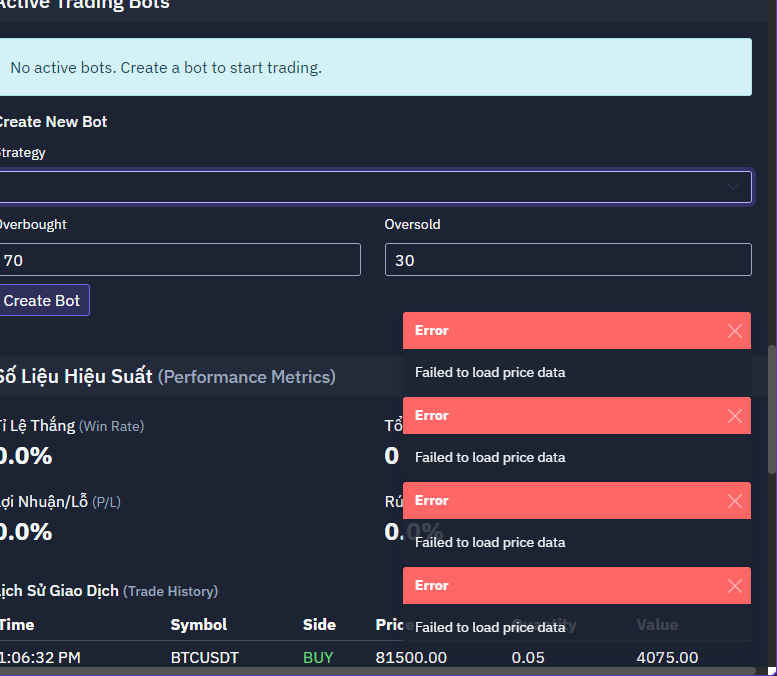 Active Trading Bots
No active bots. Create a bot to start trading.
Create New Bot
Strategy
Overbought
Oversold
70
30
Create Bot
Error
Failed to load price data
Error
Failed to load price data
Error
Failed to load price data
Error
Failed to load price data
Số Liệu Hiệu Suất (Performance Metrics)
Tỉ Lệ Thắng (Win Rate)
Tổ
0.0%
0
Lợi Nhuận/Lỗ (P/L)
Rú
0.0%
0.0%
Lịch Sử Giao Dịch (Trade History)
Time Symbol Side Price Quantity Value
1:06:32 PM BTCUSDT BUY 81500.00 0.05 4075.00